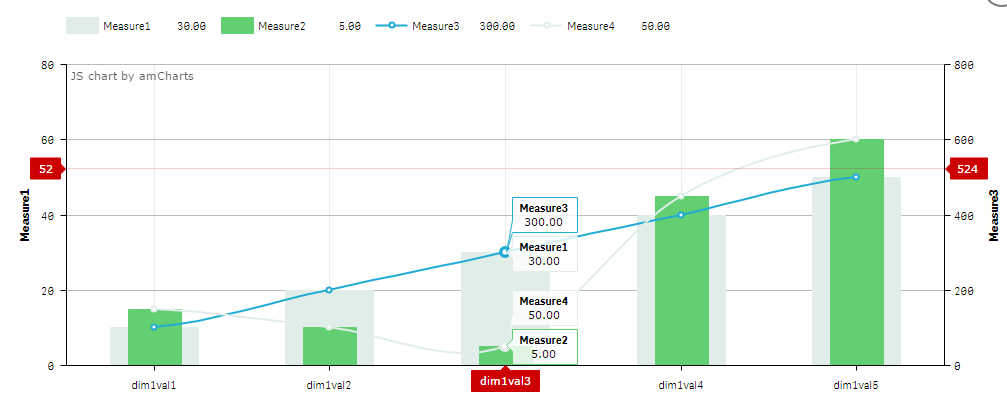 Measure1 30.00 Measure2 5.00 Measure3 300.00 Measure4 50.00
80 800
JS chart by amCharts
60 600
52 524
Measure1 Measure3
Measure3
300.00
40 400
Measure1
30.00
20 200
Measure4
50.00
Measure2
5.00
0 0
dim1val1 dim1val2 dim1val3 dim1val4 dim1val5